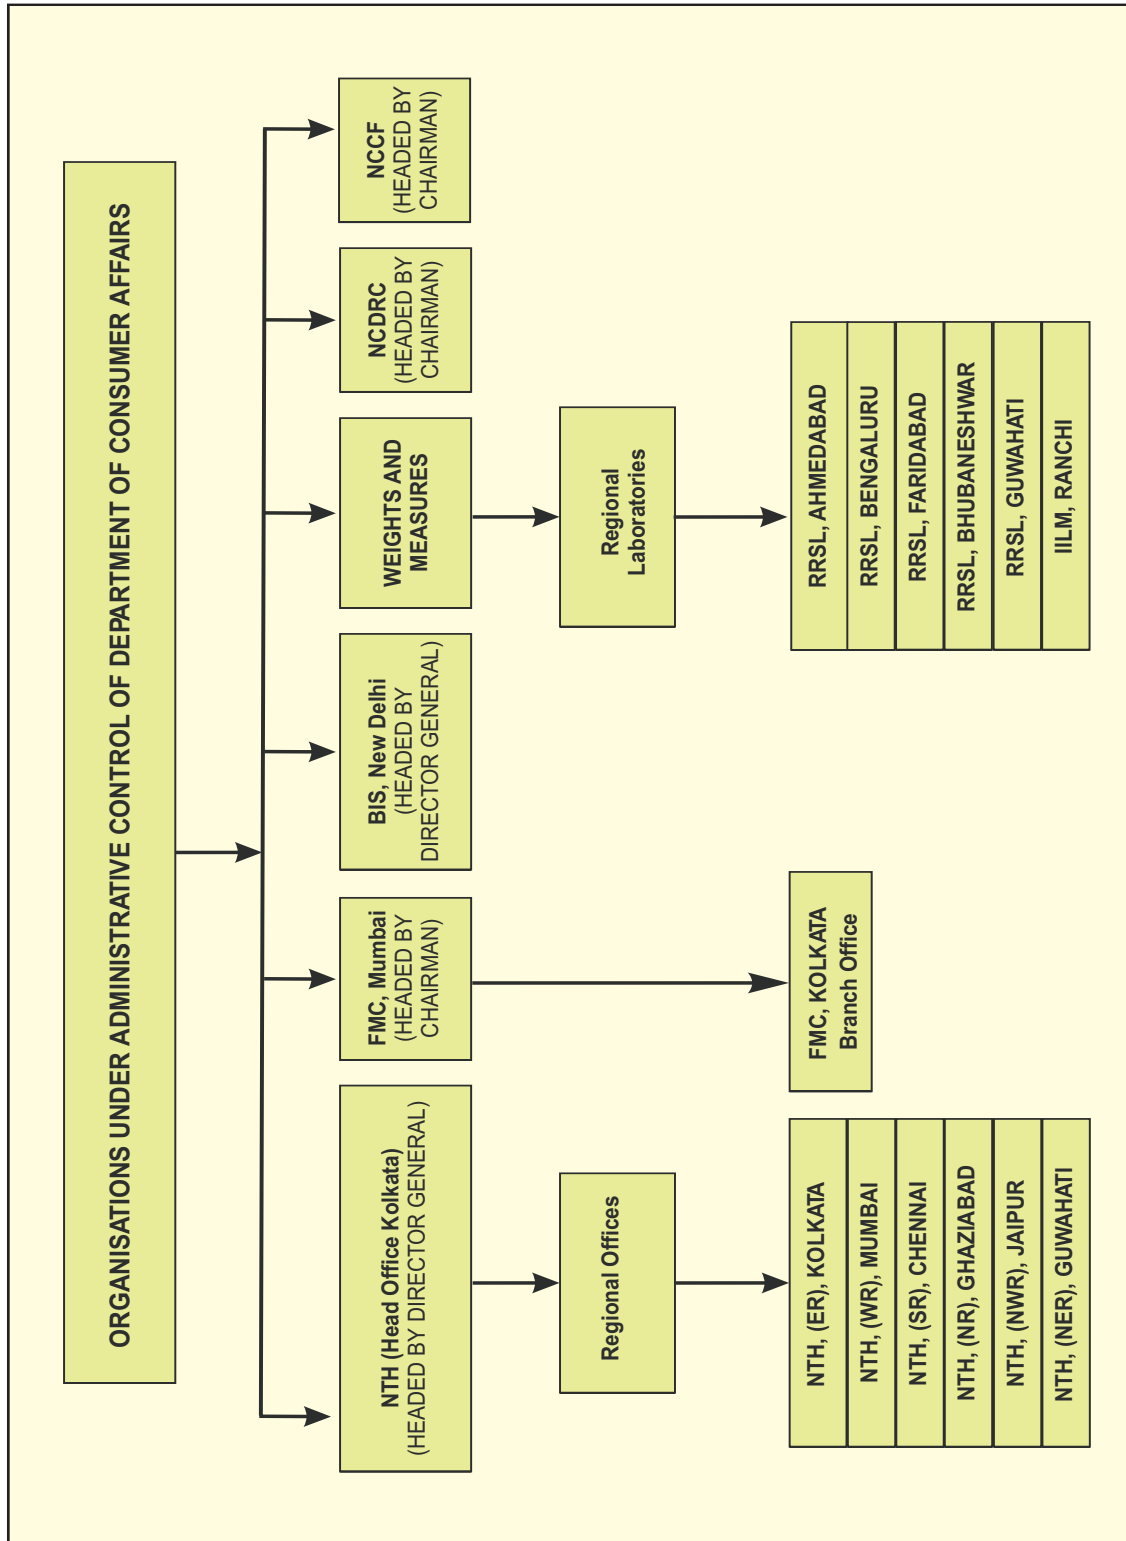 ORGANISATIONS UNDER ADMINISTRATIVE CONTROL OF DEPARTMENT OF CONSUMER AFFAIRS
NTH (Head Office Kolkata)
(HEADED BY DIRECTOR GENERAL)
FMC, Mumbai
(HEADED BY
CHAIRMAN)
BIS, New Delhi
(HEADED BY
DIRECTOR GENERAL)
WEIGHTS AND
MEASURES
NCDRC
(HEADED BY
CHAIRMAN)
NCCF
(HEADED BY
CHAIRMAN)
Regional Offices
Regional
Laboratories
NTH, (ER), KOLKATA
NTH, (WR), MUMBAI
NTH, (SR), CHENNAI
NTH, (NR), GHAZIABAD
NTH, (NWR), JAIPUR
NTH, (NER), GUWAHATI
FMC, KOLKATA
Branch Office
RRSL, AHMEDABAD
RRSL, BENGALURU
RRSL, FARIDABAD
RRSL, BHUBANESHWAR
RRSL, GUWAHATI
IILM, RANCHI